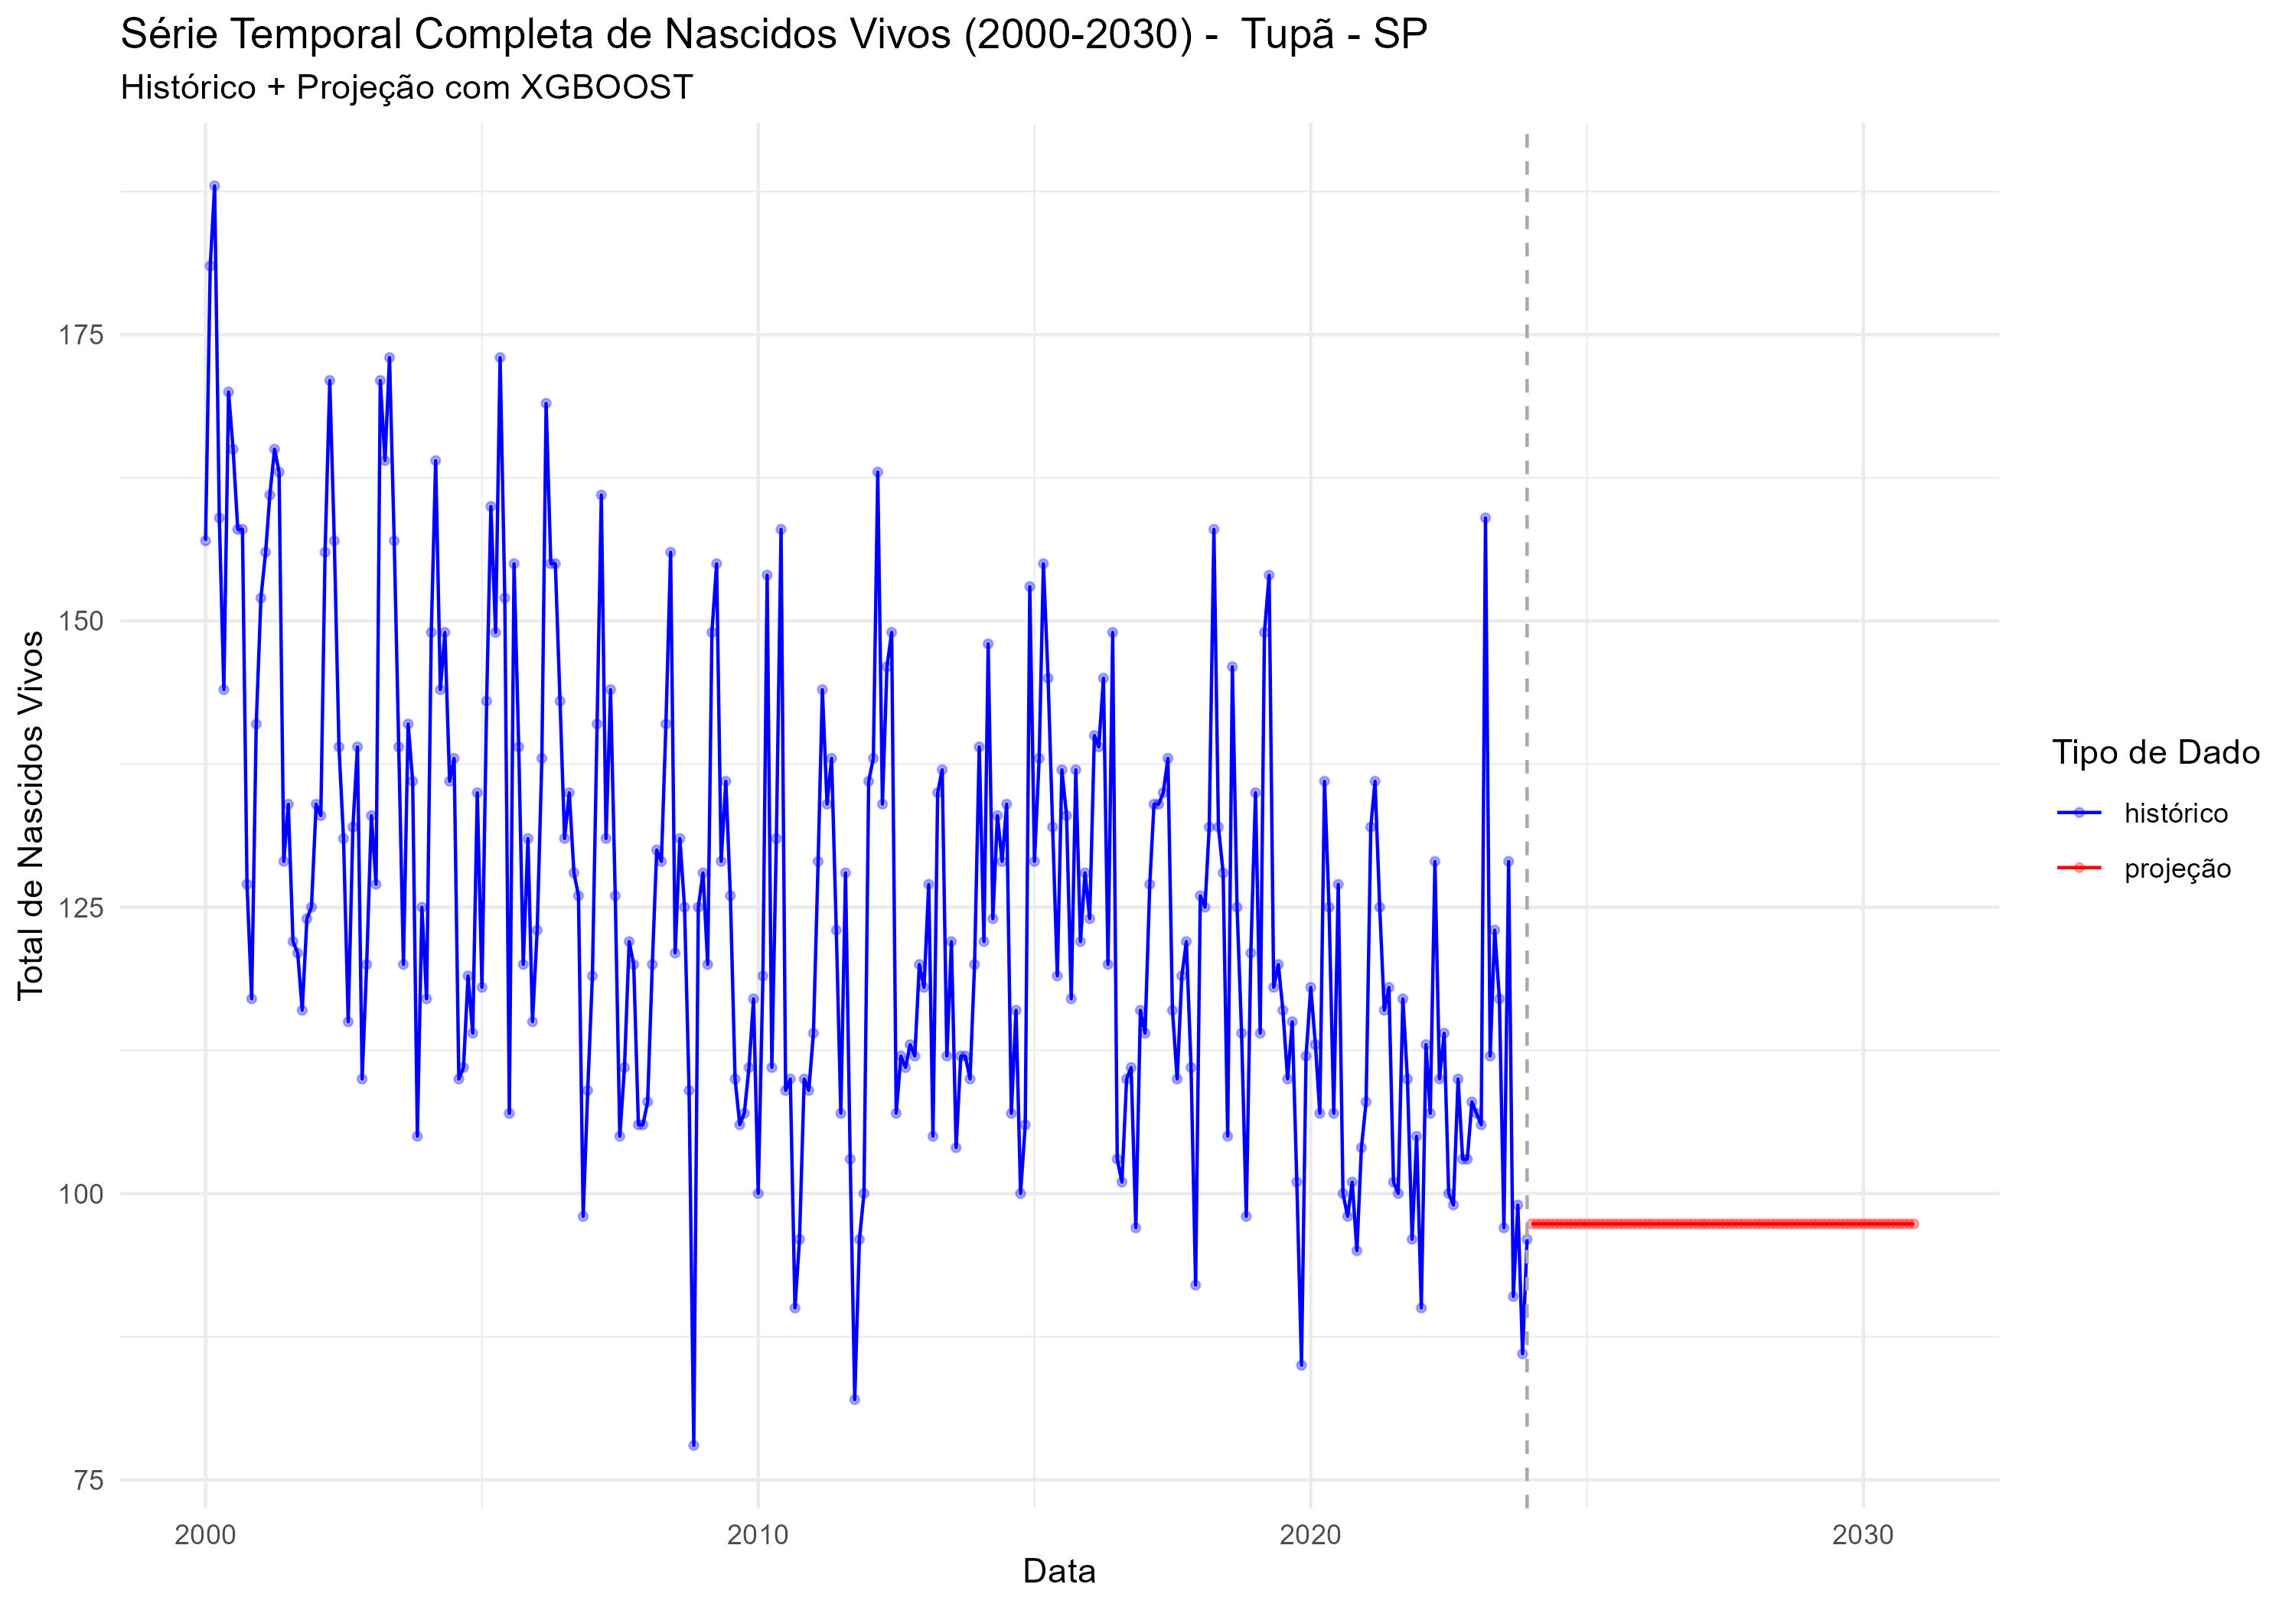 Série Temporal Completa de Nascidos Vivos (2000-2030) -  Tupã - SP
Histórico + Projeção com XGBOOST
Total de Nascidos Vivos
175
150
125
100
75
2000
2010
2020
2030
Data
Tipo de Dado
histórico
projeção